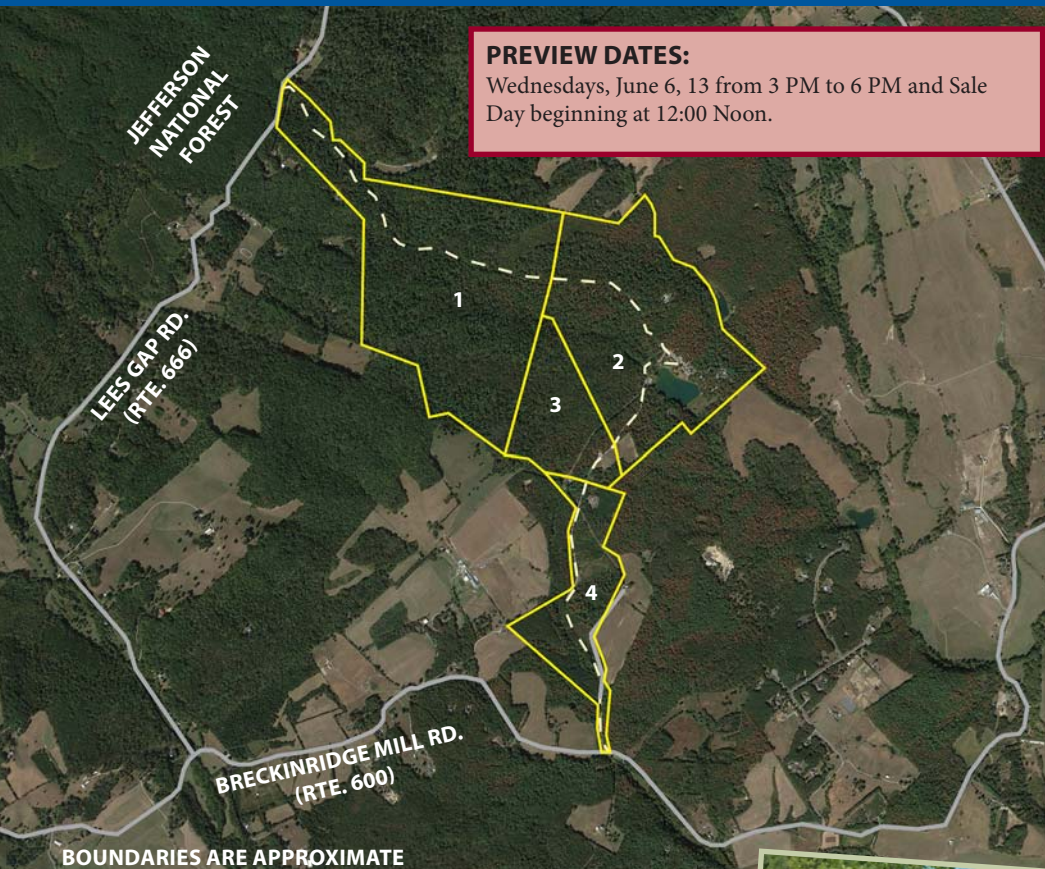 JEFFERSON
NATIONAL
FOREST
PREVIEW DATES:
Wednesdays, June 6, 13 from 3 PM to 6 PM and Sale
Day beginning at 12:00 Noon.
1
2
3
4
LEES GAP RD.
(RTE. 666)
BRECKINRIDGE MILL RD.
(RTE. 600)
BOUNDARIES ARE APPROXIMATE